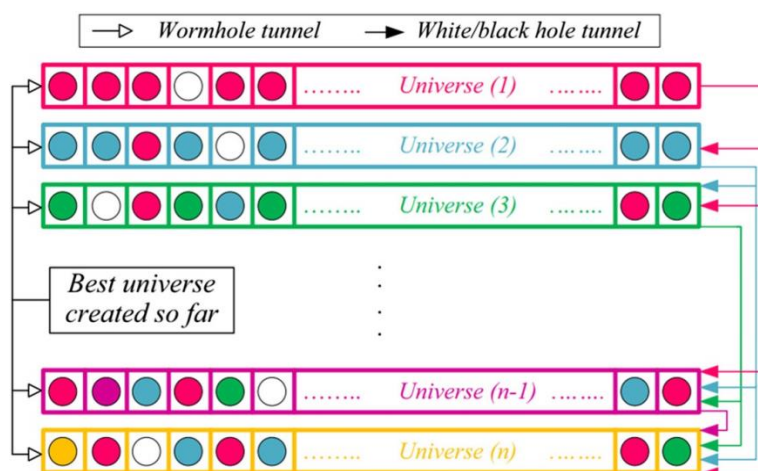 Wormhole tunnel White/black hole tunnel
........ Universe (1) ........
........ Universe (2) ........
........ Universe (3) ........
Best universe
created so far
........ Universe (n-1) ........
........ Universe (n) ........